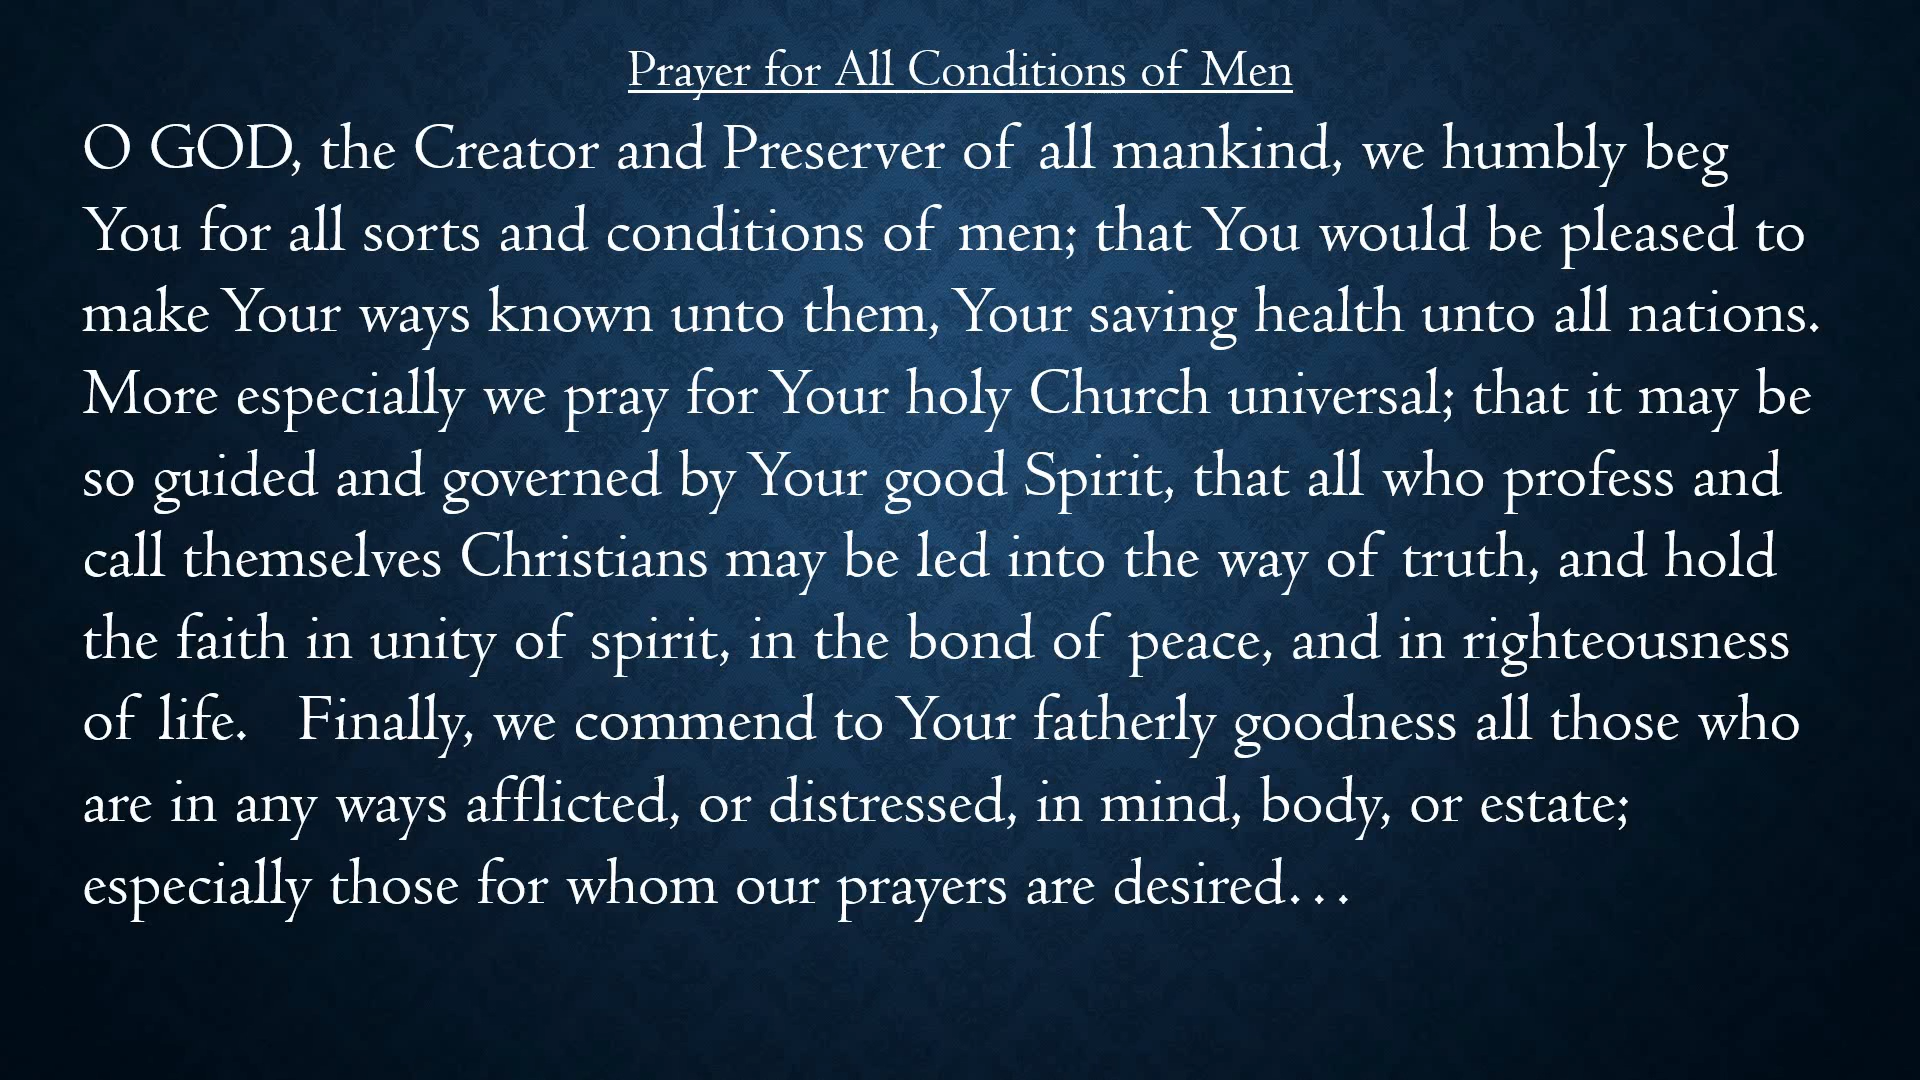 Prayer for All Conditions of Men
O GOD, the Creator and Preserver of all mankind, we humbly beg
You for all sorts and conditions of men; that You would be pleased to
make Your ways known unto them, Your saving health unto all nations.
More especially we pray for Your holy Church universal; that it may be
so guided and governed by Your good Spirit, that all who profess and
call themselves Christians may be led into the way of truth, and hold
the faith in unity of spirit, in the bond of peace, and in righteousness
of life.   Finally, we commend to Your fatherly goodness all those who
are in any ways afflicted, or distressed, in mind, body, or estate;
especially those for whom our prayers are desired…